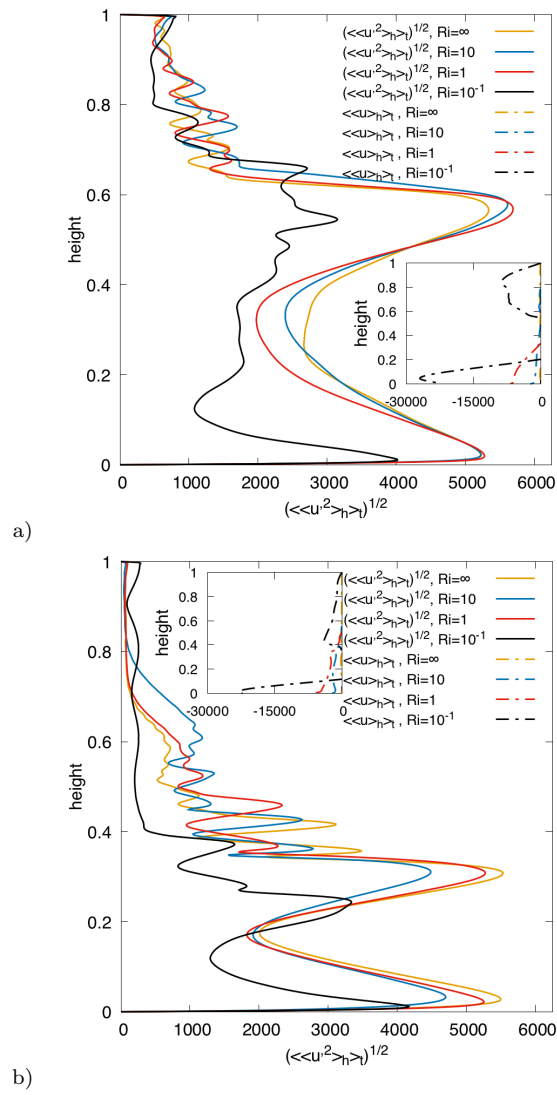 (<<u'²>ₕ>ₜ)^1/2, Ri=∞
(<<u'²>ₕ>ₜ)^1/2, Ri=10
(<<u'²>ₕ>ₜ)^1/2, Ri=1
(<<u'²>ₕ>ₜ)^1/2, Ri=10⁻¹
<<u>ₕ>ₜ , Ri=∞
<<u>ₕ>ₜ , Ri=10
<<u>ₕ>ₜ , Ri=1
<<u>ₕ>ₜ , Ri=10⁻¹
1
0.8
0.6
0.4
0.2
0
height
1
0.8
0.6
0.4
0.2
0
height
-30000 -15000 0
0 1000 2000 3000 4000 5000 6000
(<<u'²>ₕ>ₜ)^1/2
a)
(<<u'²>ₕ>ₜ)^1/2, Ri=∞
(<<u'²>ₕ>ₜ)^1/2, Ri=10
(<<u'²>ₕ>ₜ)^1/2, Ri=1
(<<u'²>ₕ>ₜ)^1/2, Ri=10⁻¹
<<u>ₕ>ₜ , Ri=∞
<<u>ₕ>ₜ , Ri=10
<<u>ₕ>ₜ , Ri=1
<<u>ₕ>ₜ , Ri=10⁻¹
1
0.8
0.6
0.4
0.2
0
height
1
0.8
0.6
0.4
0.2
0
height
-30000 -15000 0
0 1000 2000 3000 4000 5000 6000
(<<u'²>ₕ>ₜ)^1/2
b)